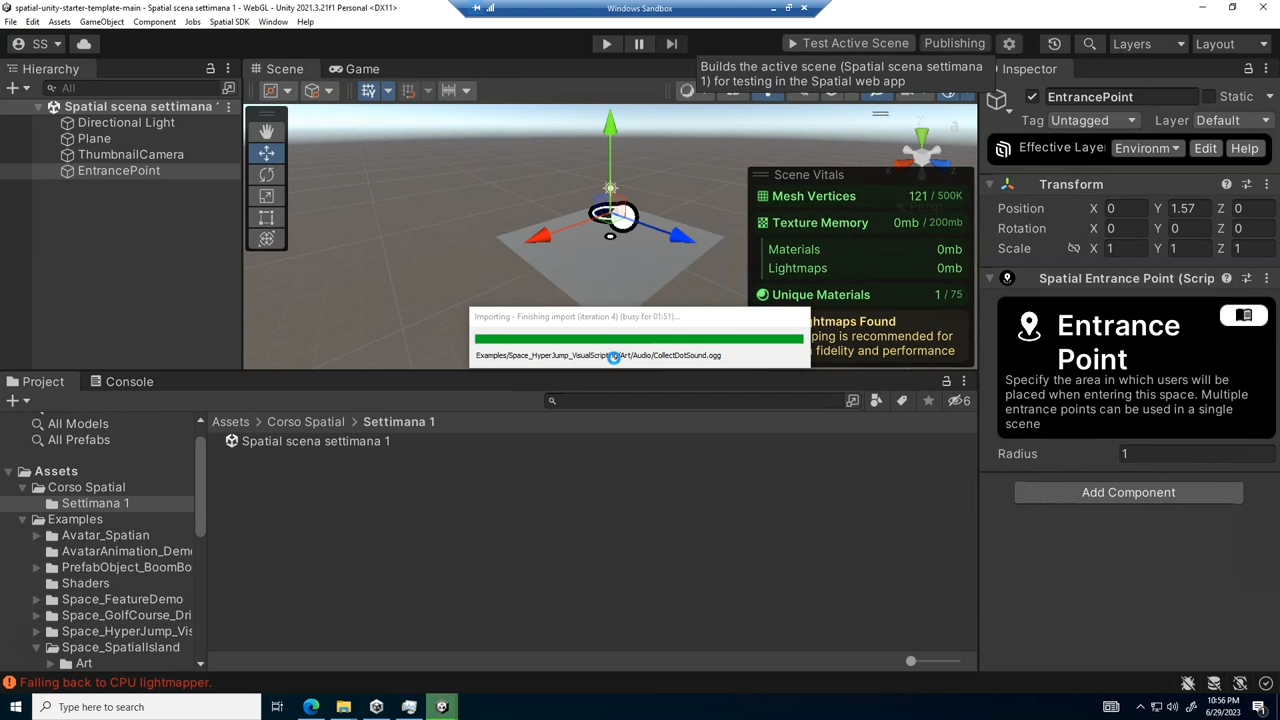 spatial-unity-starter-template-main - Spatial scena settimana 1 - WebGL - Unity 2021.3.21f1 Personal <DX11>
Windows Sandbox
File Edit Assets GameObject Component Jobs Spatial SDK Window Help
SS
Test Active Scene
Publishing
Layers
Layout
Builds the active scene (Spatial scena settimana
1) for testing in the Spatial web app
Hierarchy
All
Spatial scena settimana
Directional Light
Plane
ThumbnailCamera
EntrancePoint
Scene
Game
Scene Vitals
Mesh Vertices 121 / 500K
Texture Memory 0mb / 200mb
Materials 0mb
Lightmaps 0mb
Unique Materials 1 / 75
ghtmaps Found
ping is recommended for
fidelity and performance
Importing - Finishing import (iteration 4) (busy for 01:51)...
Examples/Space_HyperJump_VisualScripting/Art/Audio/CollectDotSound.ogg
Inspector
EntrancePoint
Static
Tag Untagged
Layer Default
Effective Layer
Environm
Edit
Help
Transform
Position X 0 Y 1.57 Z 0
Rotation X 0 Y 0 Z 0
Scale X 1 Y 1 Z 1
Spatial Entrance Point (Scrip
Entrance
Point
Specify the area in which users will be
placed when entering this space. Multiple
entrance points can be used in a single
scene
Radius 1
Add Component
Project
Console
6
All Models
All Prefabs
Assets
Corso Spatial
Settimana 1
Examples
Avatar_Spatian
AvatarAnimation_Demo
PrefabObject_BoomBo
Shaders
Space_FeatureDemo
Space_GolfCourse_Dri
Space_HyperJump_Vis
Space_SpatialIsland
Art
Assets
Corso Spatial
Settimana 1
Spatial scena settimana 1
Falling back to CPU lightmapper.
Type here to search
10:56 PM
6/29/2023